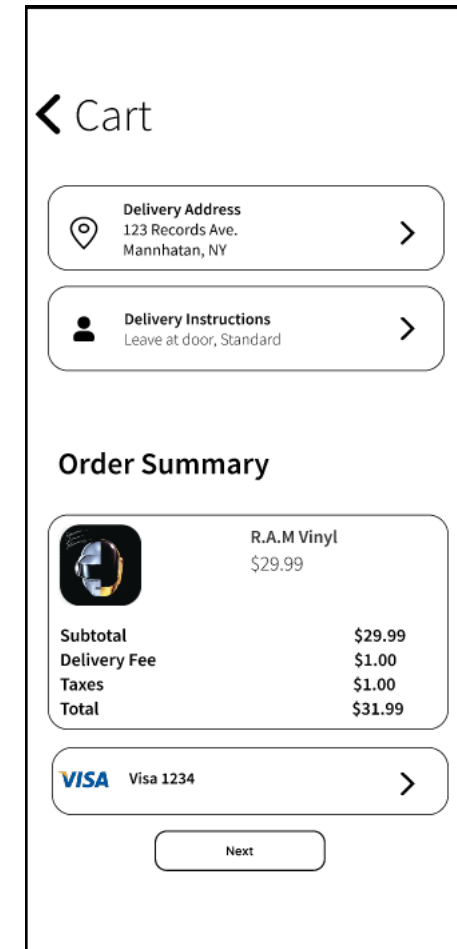 Cart
Delivery Address
123 Records Ave.
Mannhatan, NY
Delivery Instructions
Leave at door, Standard
Order Summary
R.A.M Vinyl
$29.99
Subtotal $29.99
Delivery Fee $1.00
Taxes $1.00
Total $31.99
VISA Visa 1234
Next